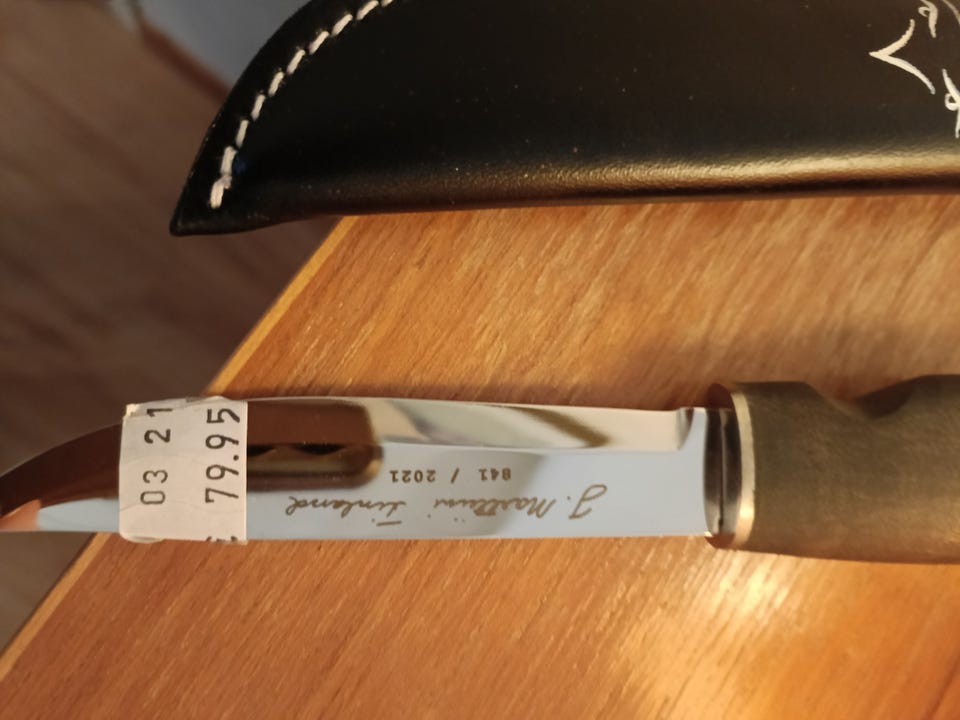 03 21
79.95
€
J. Marttiini Finland
841 / 2021